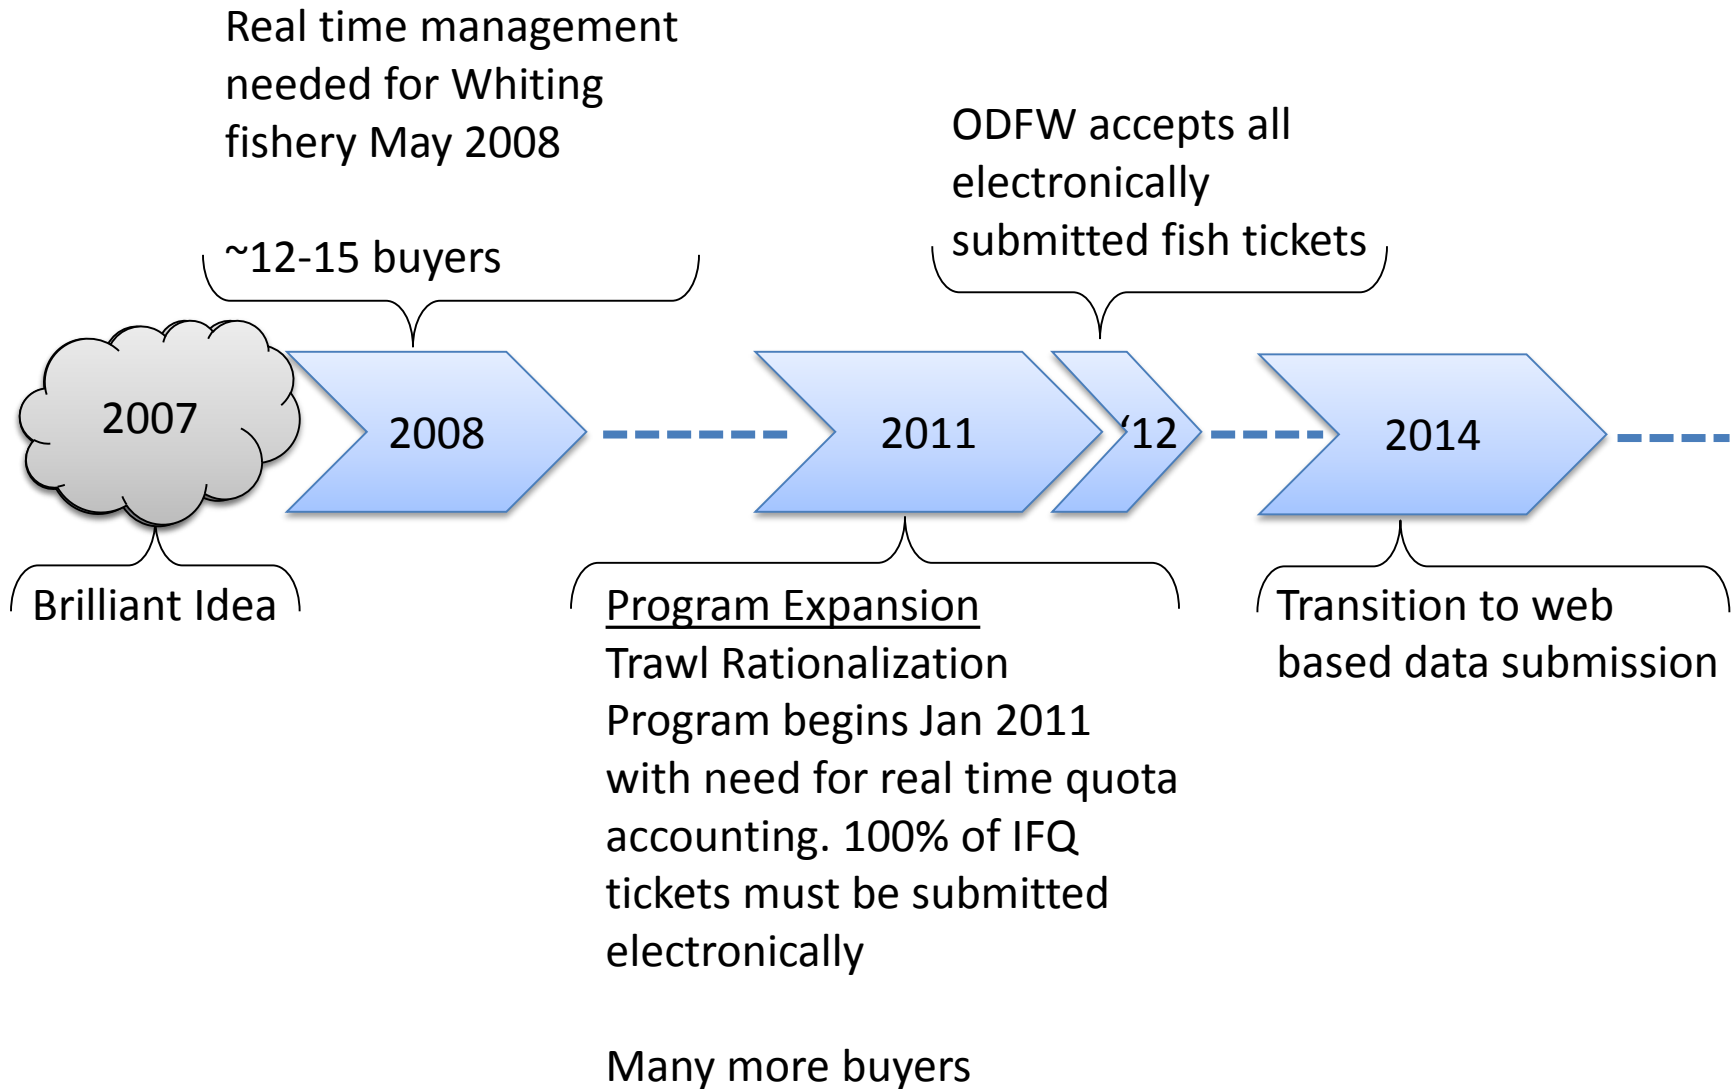 Real time management
needed for Whiting
fishery May 2008
~12-15 buyers
ODFW accepts all
electronically
submitted fish tickets
2007
2008
2011
‘12
2014
Brilliant Idea
Program Expansion
Trawl Rationalization
Program begins Jan 2011
with need for real time quota
accounting. 100% of IFQ
tickets must be submitted
electronically
Many more buyers
Transition to web
based data submission